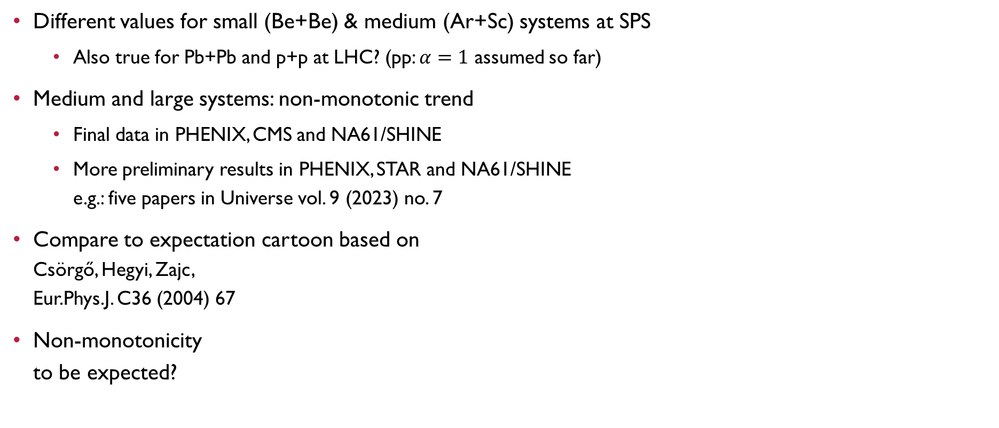 • Different values for small (Be+Be) & medium (Ar+Sc) systems at SPS
• Also true for Pb+Pb and p+p at LHC? (pp: α = 1 assumed so far)
• Medium and large systems: non-monotonic trend
• Final data in PHENIX, CMS and NA61/SHINE
• More preliminary results in PHENIX, STAR and NA61/SHINE
e.g.: five papers in Universe vol. 9 (2023) no. 7
• Compare to expectation cartoon based on
Csörgő, Hegyi, Zajc,
Eur.Phys.J. C36 (2004) 67
• Non-monotonicity
to be expected?